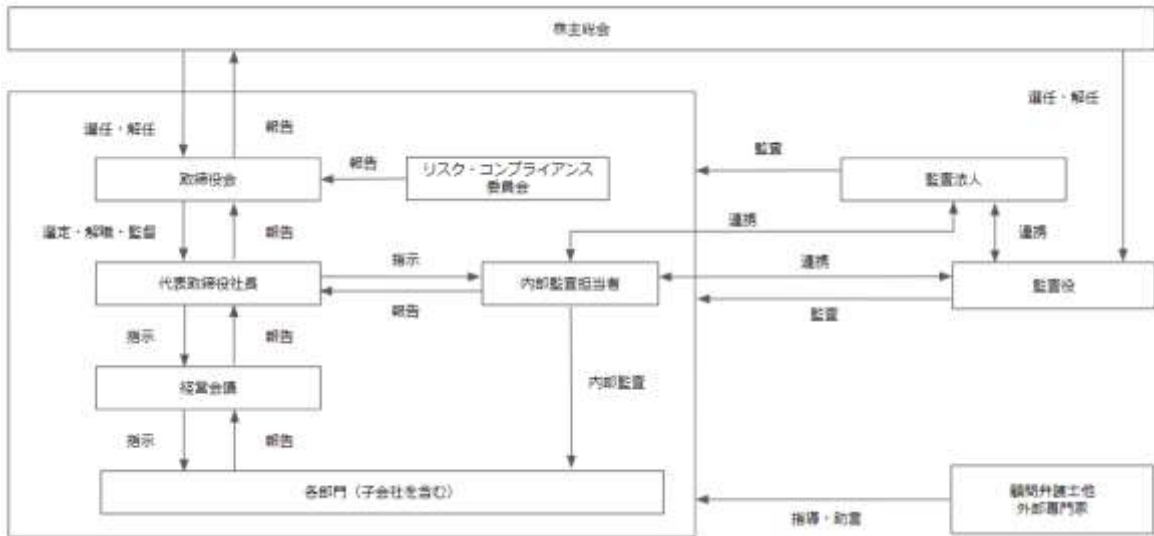 株主総会
選任・解任
報告
選任・解任
報告
リスク・コンプライアンス
委員会
監査
監査法人
取締役会
選定・解職・監督
報告
連携
連携
代表取締役社長
指示
報告
内部監査担当者
連携
監査
監査役
指示
報告
経営会議
内部監査
指示
報告
各部門（子会社を含む）
指導・助言
顧問弁護士他
外部専門家